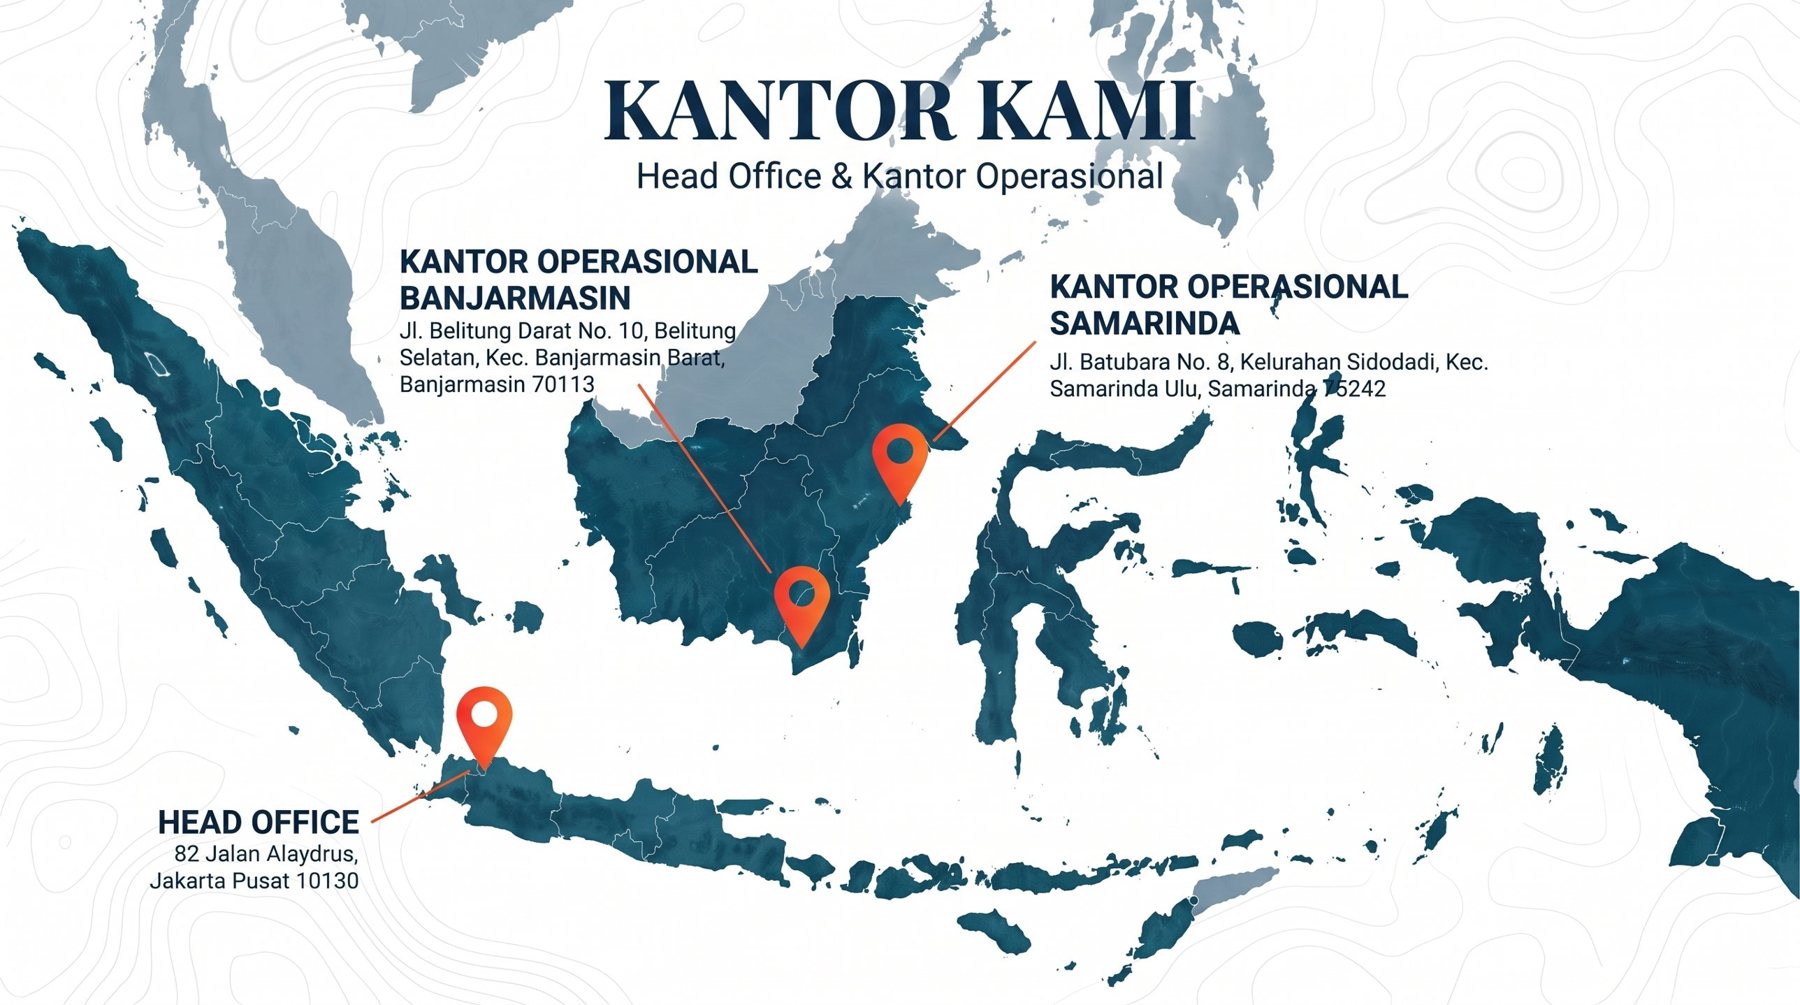 KANTOR KAMI
Head Office & Kantor Operasional
KANTOR OPERASIONAL
BANJARMASIN
Jl. Belitung Darat No. 10, Belitung
Selatan, Kec. Banjarmasin Barat,
Banjarmasin 70113
KANTOR OPERASIONAL
SAMARINDA
Jl. Batubara No. 8, Kelurahan Sidodadi, Kec.
Samarinda Ulu, Samarinda 75242
HEAD OFFICE
82 Jalan Alaydrus,
Jakarta Pusat 10130